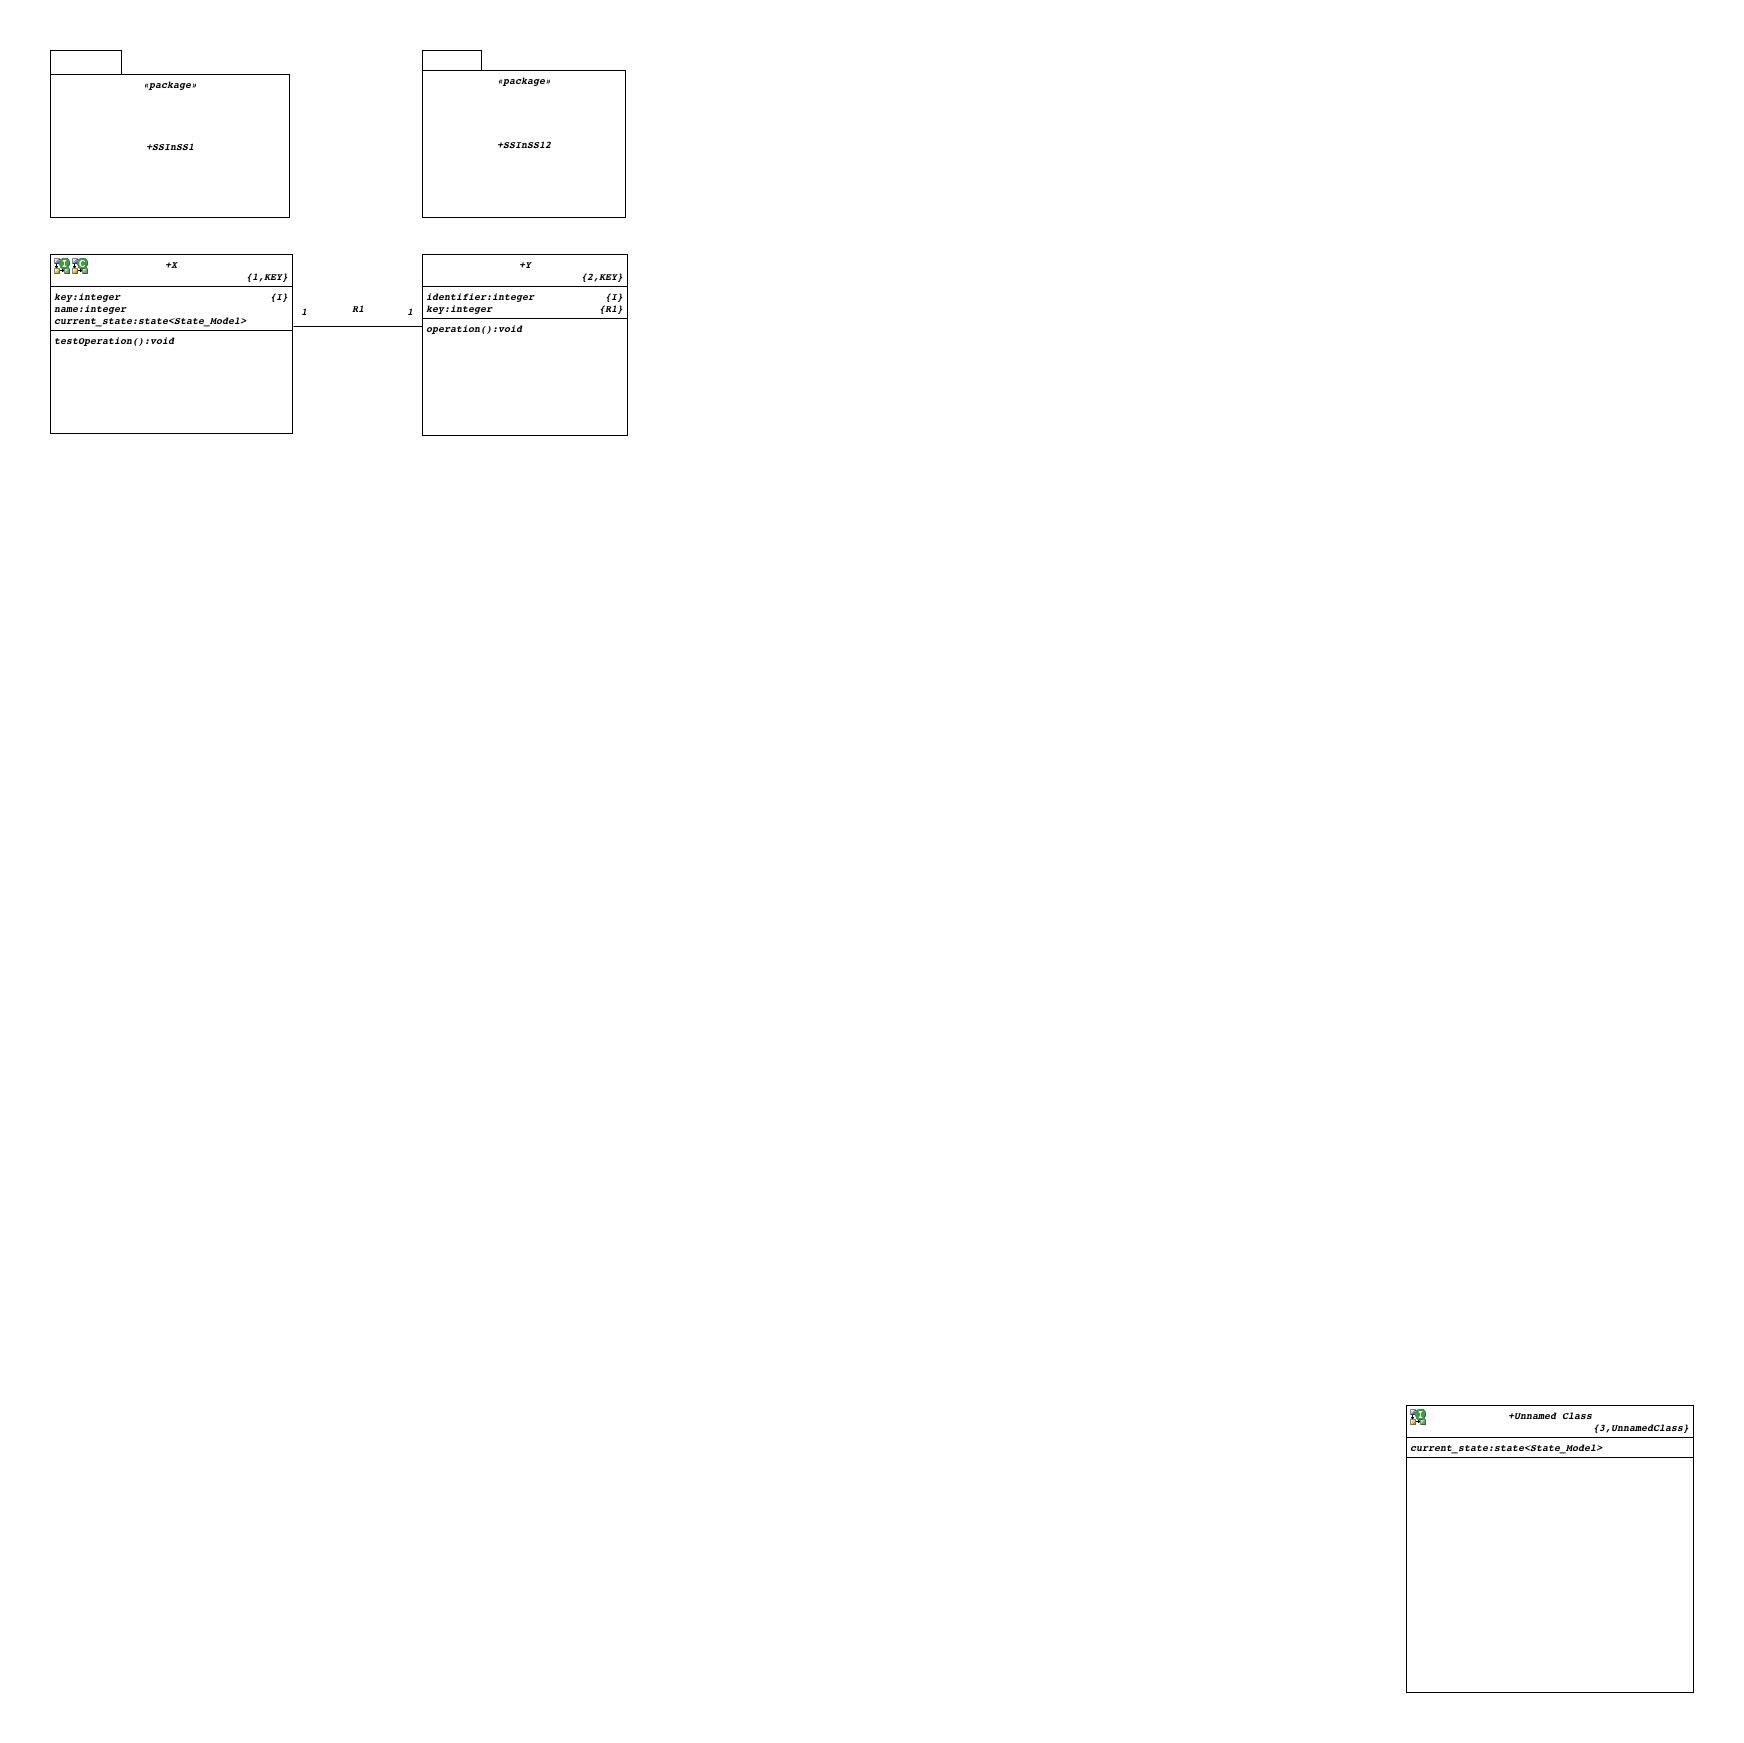 «package»
+SSInSS1
«package»
+SSInSS12
+X
{1,KEY}
key:integer {I}
name:integer
current_state:state<State_Model>
testOperation():void
1 R1 1
+Y
{2,KEY}
identifier:integer {I}
key:integer {R1}
operation():void
+Unnamed Class
{3,UnnamedClass}
current_state:state<State_Model>